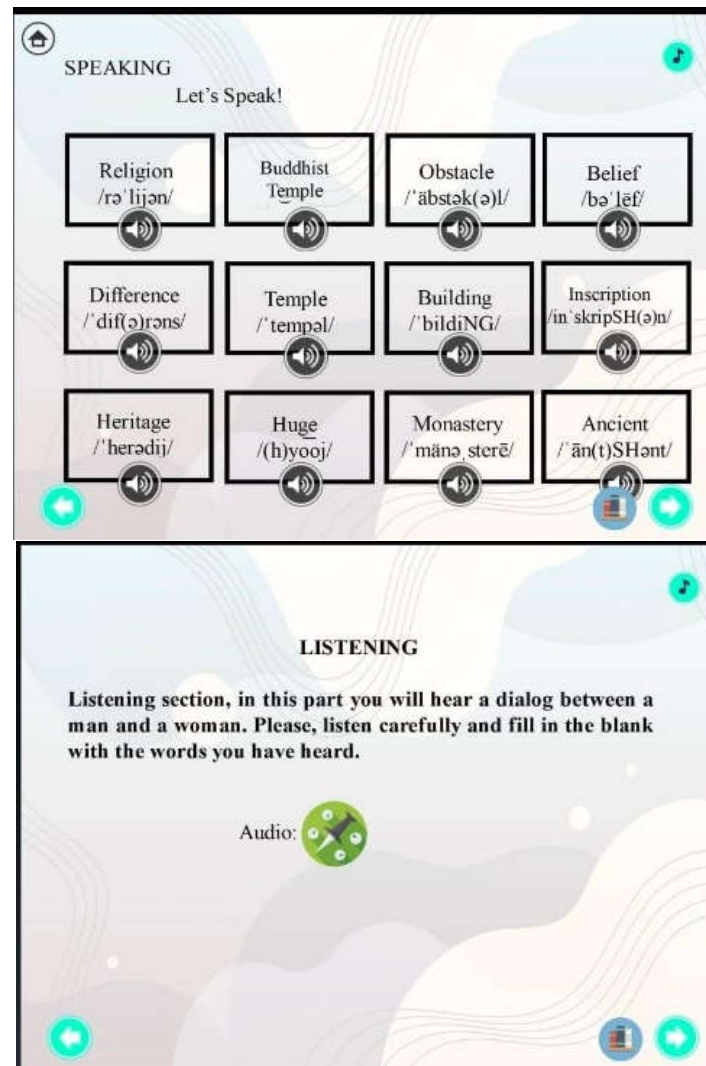 SPEAKING
Let's Speak!
Religion
/rəˈlijən/
Buddhist
Temple
Obstacle
/ˈäbstək(ə)l/
Belief
/bəˈlēf/
Difference
/ˈdif(ə)rəns/
Temple
/ˈtempəl/
Building
/ˈbildiNG/
Inscription
/inˈskripSH(ə)n/
Heritage
/ˈherədij/
Huge
/(h)yo͞oj/
Monastery
/ˈmänəˌsterē/
Ancient
/ˈān(t)SHənt/
LISTENING
Listening section, in this part you will hear a dialog between a
man and a woman. Please, listen carefully and fill in the blank
with the words you have heard.
Audio: